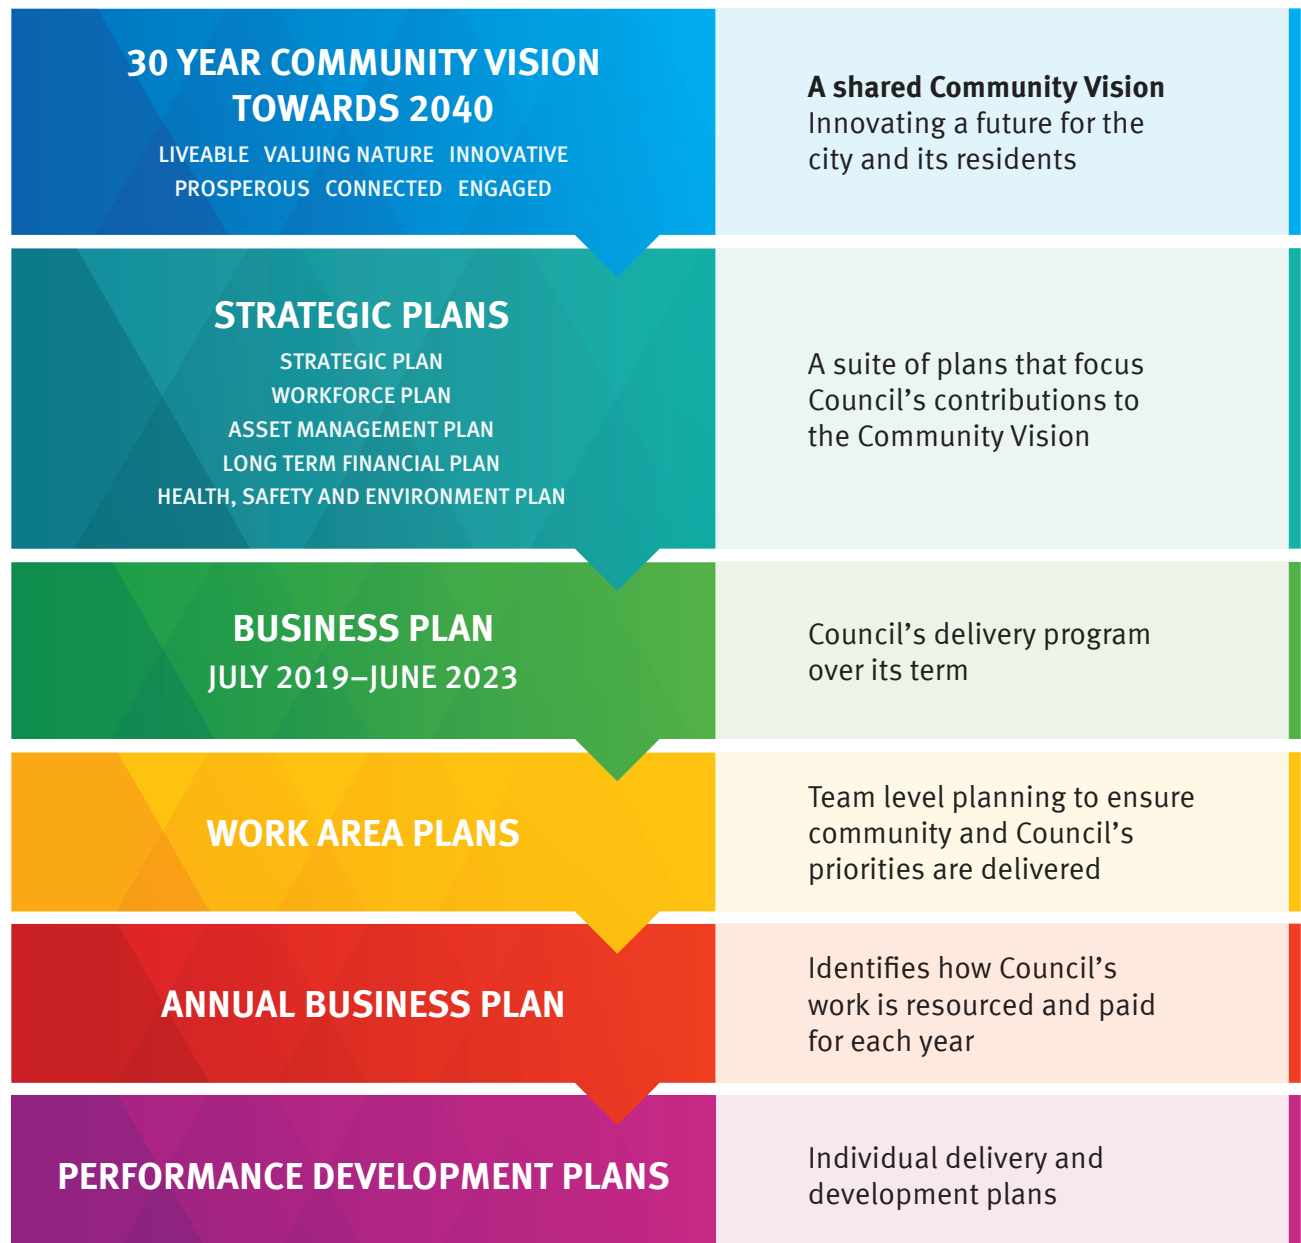 30 YEAR COMMUNITY VISION
TOWARDS 2040
LIVEABLE VALUING NATURE INNOVATIVE
PROSPEROUS CONNECTED ENGAGED
A shared Community Vision
Innovating a future for the
city and its residents
STRATEGIC PLANS
STRATEGIC PLAN
WORKFORCE PLAN
ASSET MANAGEMENT PLAN
LONG TERM FINANCIAL PLAN
HEALTH, SAFETY AND ENVIRONMENT PLAN
A suite of plans that focus
Council’s contributions to
the Community Vision
BUSINESS PLAN
JULY 2019–JUNE 2023
Council’s delivery program
over its term
WORK AREA PLANS
Team level planning to ensure
community and Council’s
priorities are delivered
ANNUAL BUSINESS PLAN
Identifies how Council’s
work is resourced and paid
for each year
PERFORMANCE DEVELOPMENT PLANS
Individual delivery and
development plans